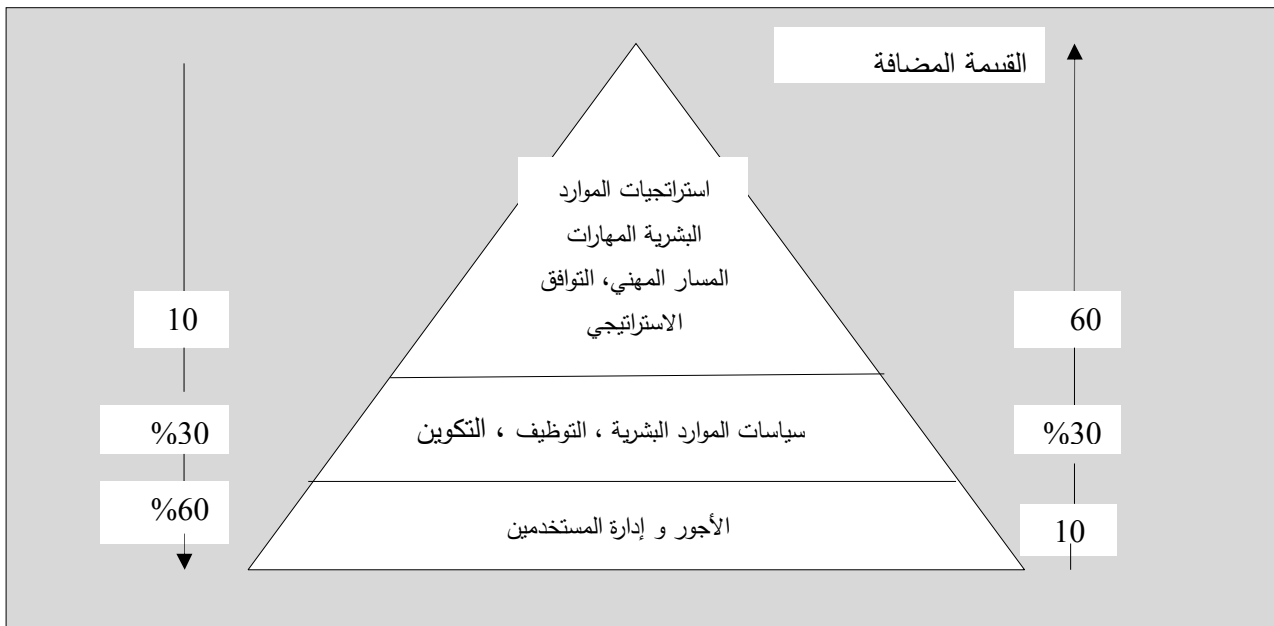 القيمة المضافة
استراتجيات الموارد
البشرية المهارات
المسار المهني، التوافق
الاستراتيجي
60
10
سياسات الموارد البشرية ، التوظيف ، التكوين
%30
%30
الأجور و إدارة المستخدمين
10
%60